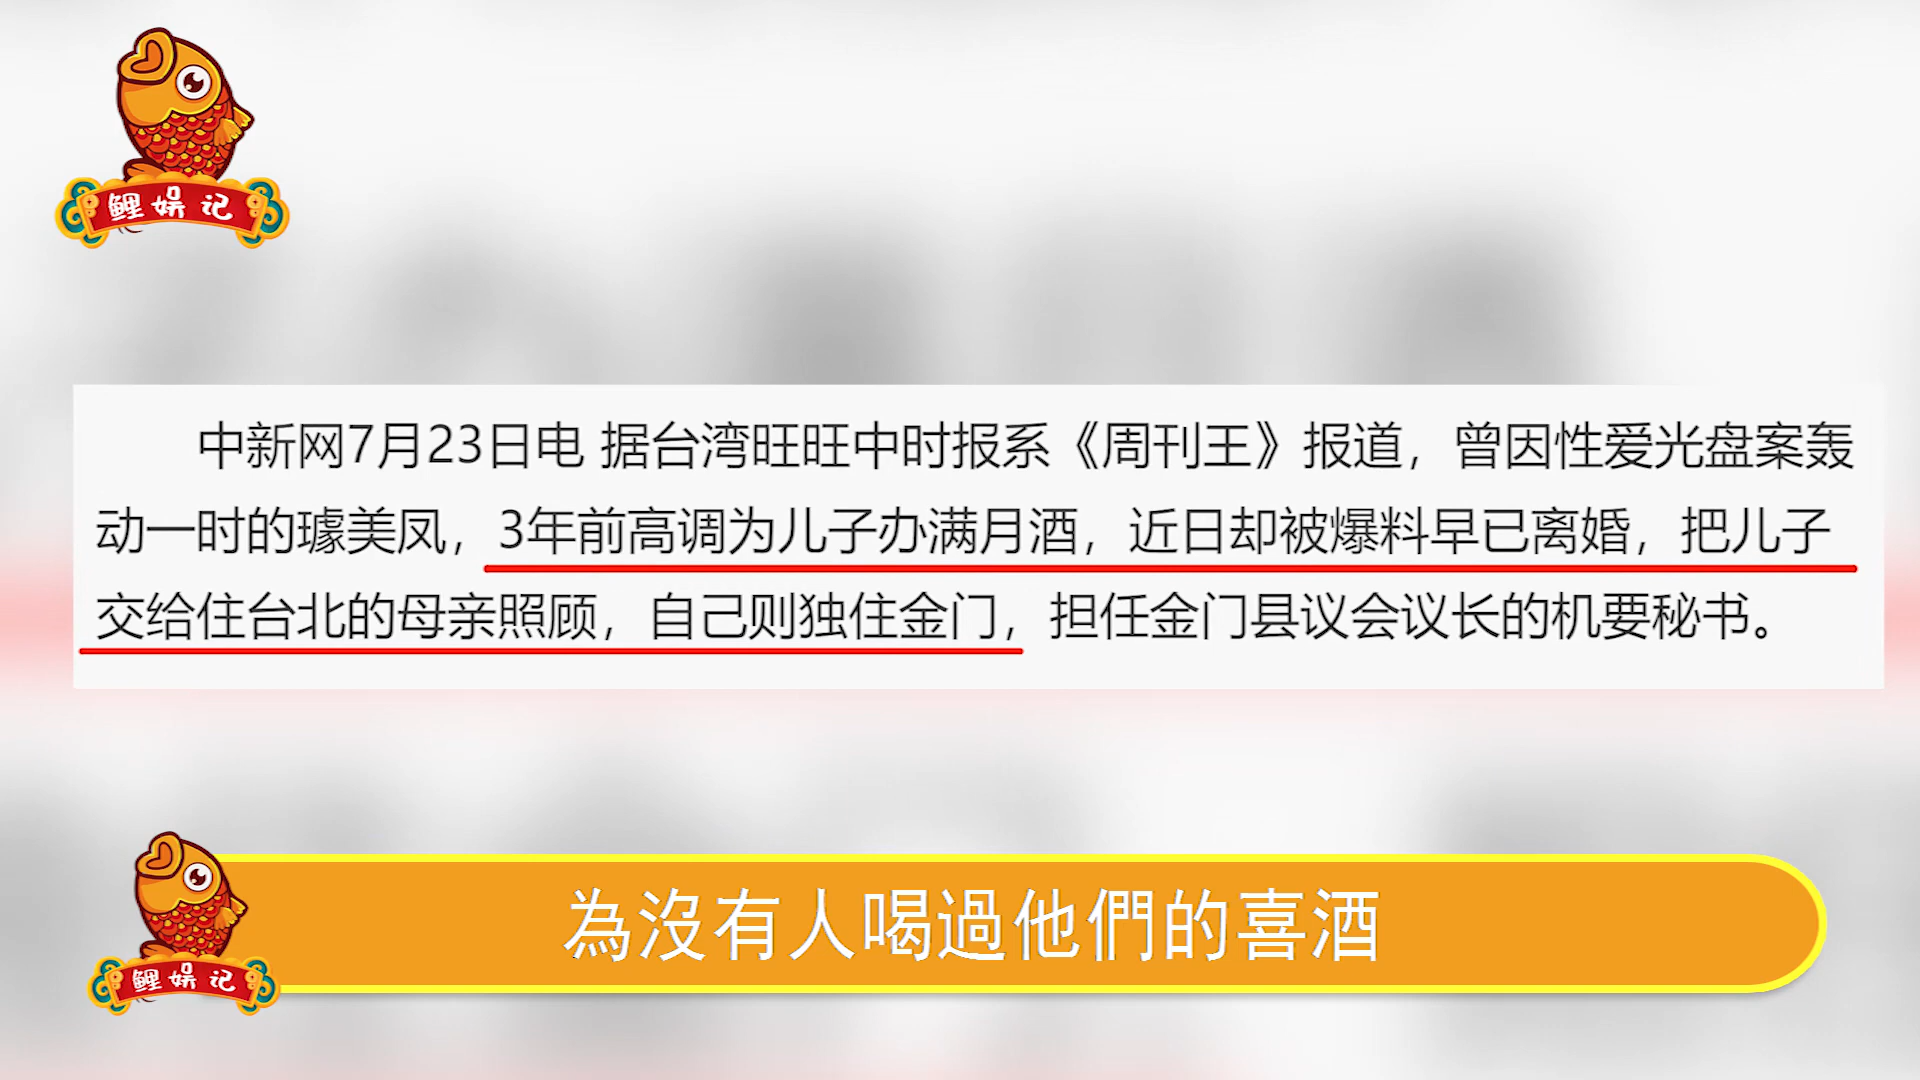 鲤娱记
中新网7月23日电 据台湾旺旺中时报系《周刊王》报道，曾因性爱光盘案轰
动一时的璩美凤，3年前高调为儿子办满月酒，近日却被爆料早已离婚，把儿子
交给住台北的母亲照顾，自己则独住金门，担任金门县议会议长的机要秘书。
為沒有人喝過他們的喜酒
鲤娱记